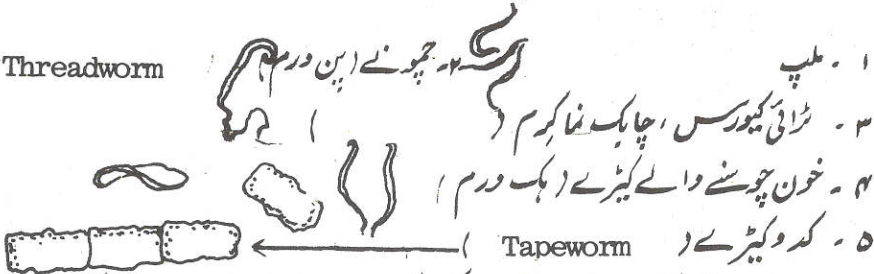 ۱ ۔ ملپ ۲۔ چمونے (پن ورم) Threadworm
۳ ۔ ٹرائی کیورس ، چابک نما کرم ( )
۴ ۔ خون چوسنے والے کیڑے ( ہک ورم )
۵ ۔ کدو کیڑے ( Tapeworm )